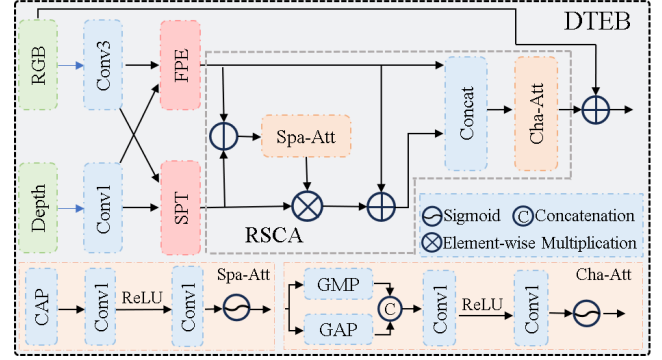 DTEB
RGB
Conv3
FPE
Concat
Cha-Att
Spa-Att
Depth
Conv1
SPT
RSCA
Sigmoid
C Concatenation
Element-wise Multiplication
Spa-Att
CAP
Conv1
ReLU
Conv1
Cha-Att
GMP
GAP
C
Conv1
ReLU
Conv1